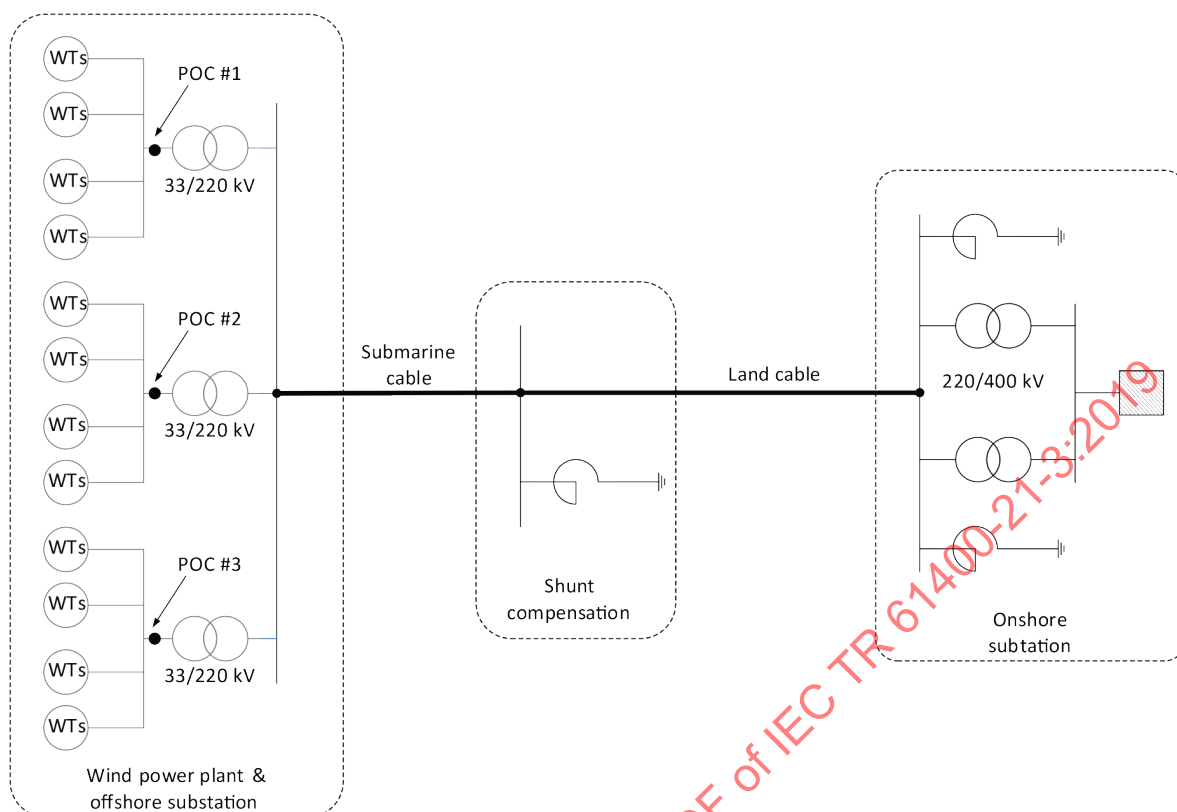 WTs
POC #1
WTs
33/220 kV
WTs
WTs
WTs
POC #2
WTs
33/220 kV
WTs
WTs
WTs
POC #3
WTs
33/220 kV
WTs
WTs
Wind power plant &
offshore substation
Submarine
cable
Shunt
compensation
Land cable
220/400 kV
Onshore
subtation
of IEC TR 61400-21-3:2019